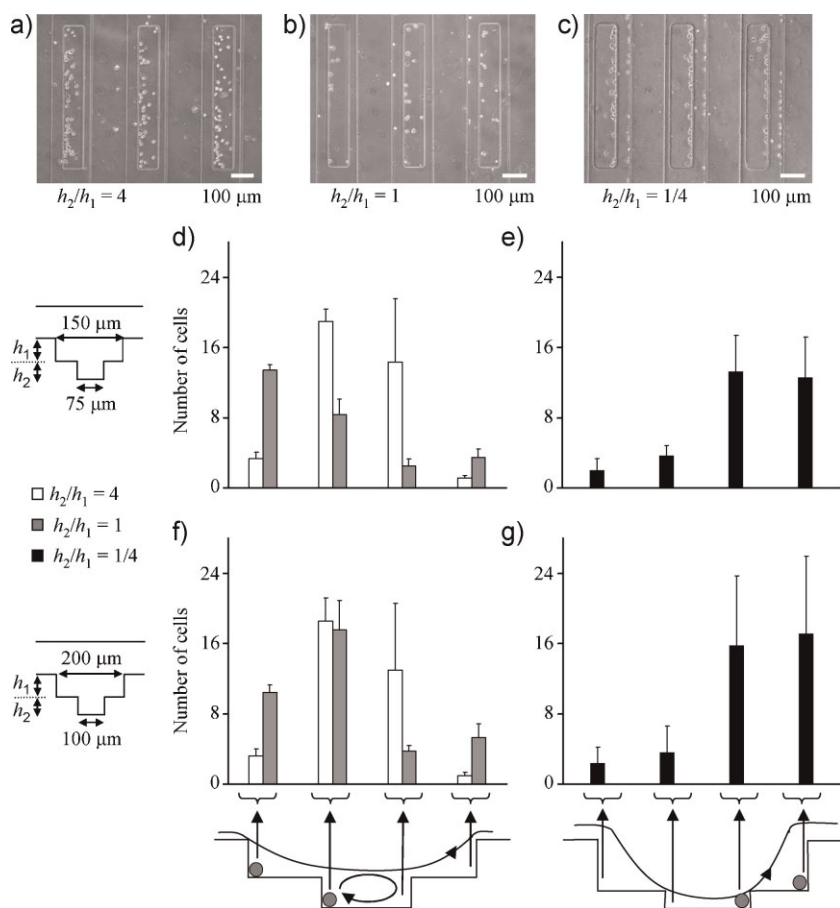 a)
b)
c)
h₂/h₁ = 4 100 μm
h₂/h₁ = 1 100 μm
h₂/h₁ = 1/4 100 μm
d)
e)
150 μm
h₁
h₂
75 μm
Number of cells
24
16
8
0
24
16
8
0
h₂/h₁ = 4
h₂/h₁ = 1
h₂/h₁ = 1/4
f)
g)
200 μm
h₁
h₂
100 μm
Number of cells
24
16
8
0
24
16
8
0